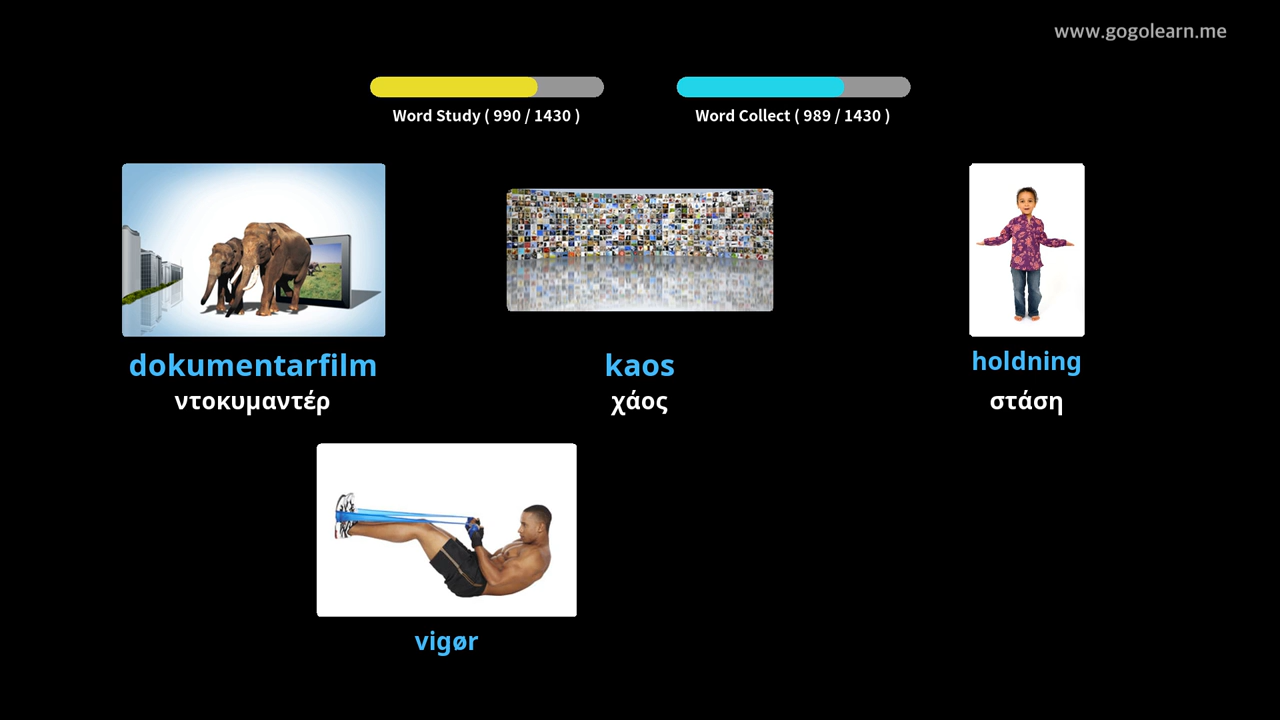 www.gogolearn.me
Word Study ( 990 / 1430 )
Word Collect ( 989 / 1430 )
dokumentarfilm
ντοκυμαντέρ
kaos
χάος
holdning
στάση
vigør